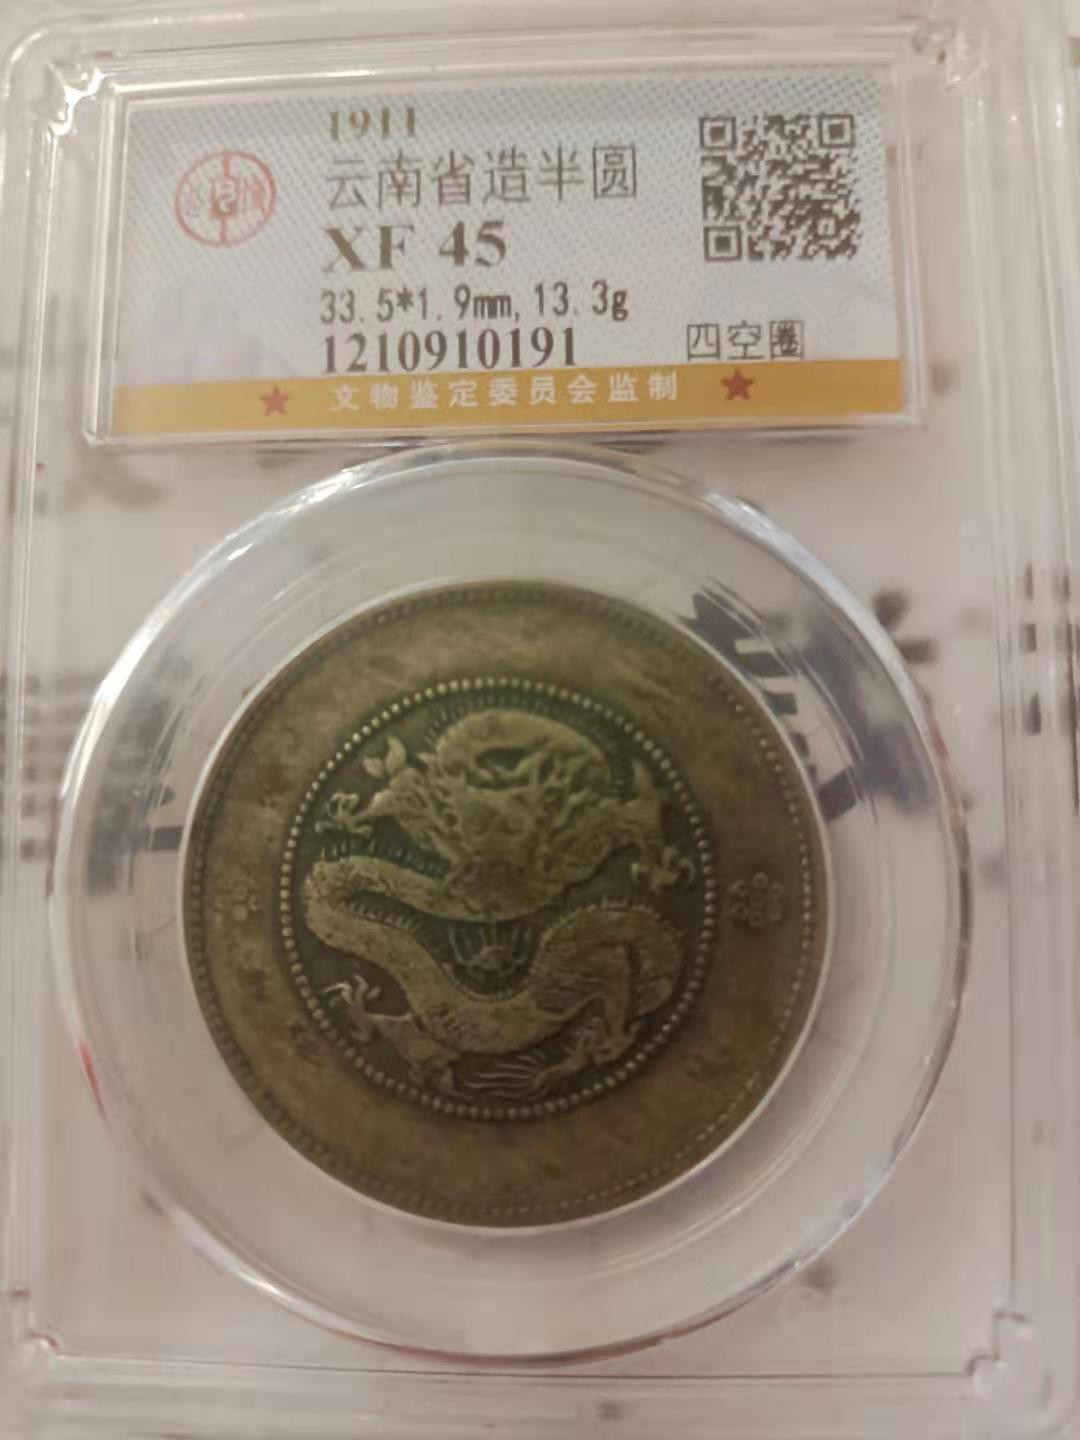 1911
云南省造半圆
XF 45
33.5*1.9mm,13.3g
1210910191 四空圈
★ 文物鉴定委员会监制 ★